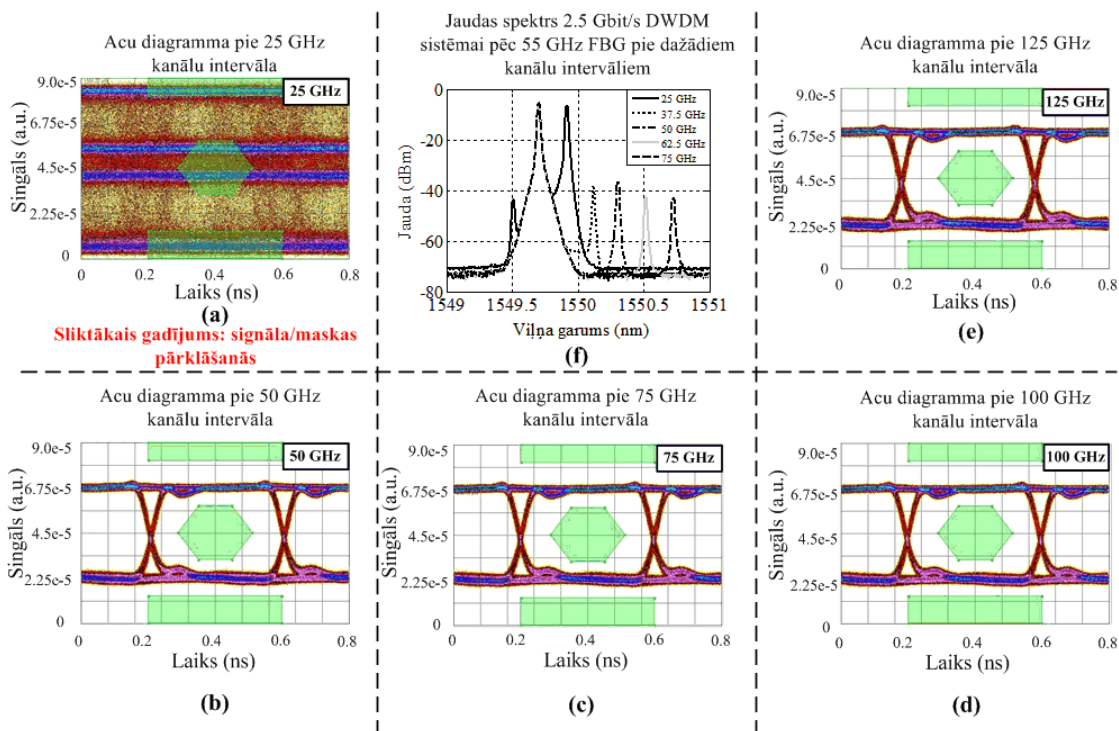 Acu diagramma pie 25 GHz
kanālu intervāla
9.0e-5
6.75e-5
4.5e-5
2.25e-5
0
Singāls (a.u.)
25 GHz
0 0.2 0.4 0.6 0.8
Laiks (ns)
(a)
Sliktākais gadījums: signāla/maskas
pārklāšanās
Jaudas spektrs 2.5 Gbit/s DWDM
sistēmai pēc 55 GHz FBG pie dažādiem
kanālu intervāliem
0
-20
-40
-60
-80
Jauda (dBm)
25 GHz
37.5 GHz
50 GHz
62.5 GHz
75 GHz
1549 1549.5 1550 1550.5 1551
Viļņa garums (nm)
(f)
Acu diagramma pie 125 GHz
kanālu intervāla
9.0e-5
6.75e-5
4.5e-5
2.25e-5
0
Singāls (a.u.)
125 GHz
0 0.2 0.4 0.6 0.8
Laiks (ns)
(e)
Acu diagramma pie 50 GHz
kanālu intervāla
9.0e-5
6.75e-5
4.5e-5
2.25e-5
0
Singāls (a.u.)
50 GHz
0 0.2 0.4 0.6 0.8
Laiks (ns)
(b)
Acu diagramma pie 75 GHz
kanālu intervāla
9.0e-5
6.75e-5
4.5e-5
2.25e-5
0
Singāls (a.u.)
75 GHz
0.2 0.4 0.6 0.8
Laiks (ns)
(c)
Acu diagramma pie 100 GHz
kanālu intervāla
9.0e-5
6.75e-5
4.5e-5
2.25e-5
0
Singāls (a.u.)
100 GHz
0 0.2 0.4 0.6 0.8
Laiks (ns)
(d)